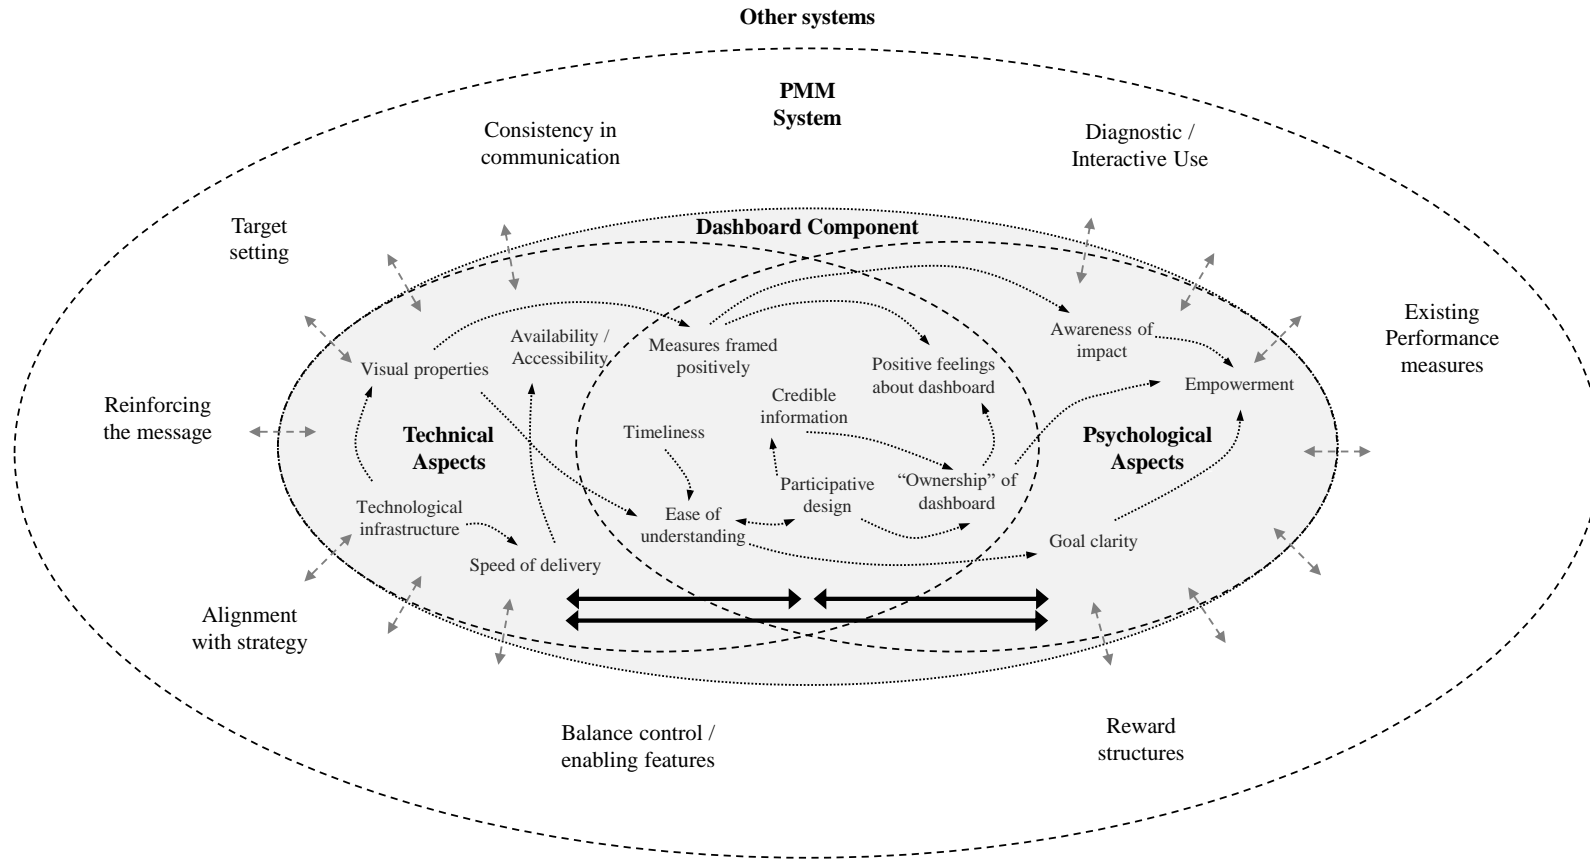 Other systems
PMM
System
Consistency in
communication
Diagnostic /
Interactive Use
Target
setting
Dashboard Component
Existing
Performance
measures
Availability /
Accessibility
Measures framed
positively
Awareness of
impact
Visual properties
Positive feelings
about dashboard
Empowerment
Credible
information
Reinforcing
the message
Technical
Aspects
Timeliness
Psychological
Aspects
Participative
design
“Ownership” of
dashboard
Technological
infrastructure
Ease of
understanding
Goal clarity
Speed of delivery
Alignment
with strategy
Balance control /
enabling features
Reward
structures